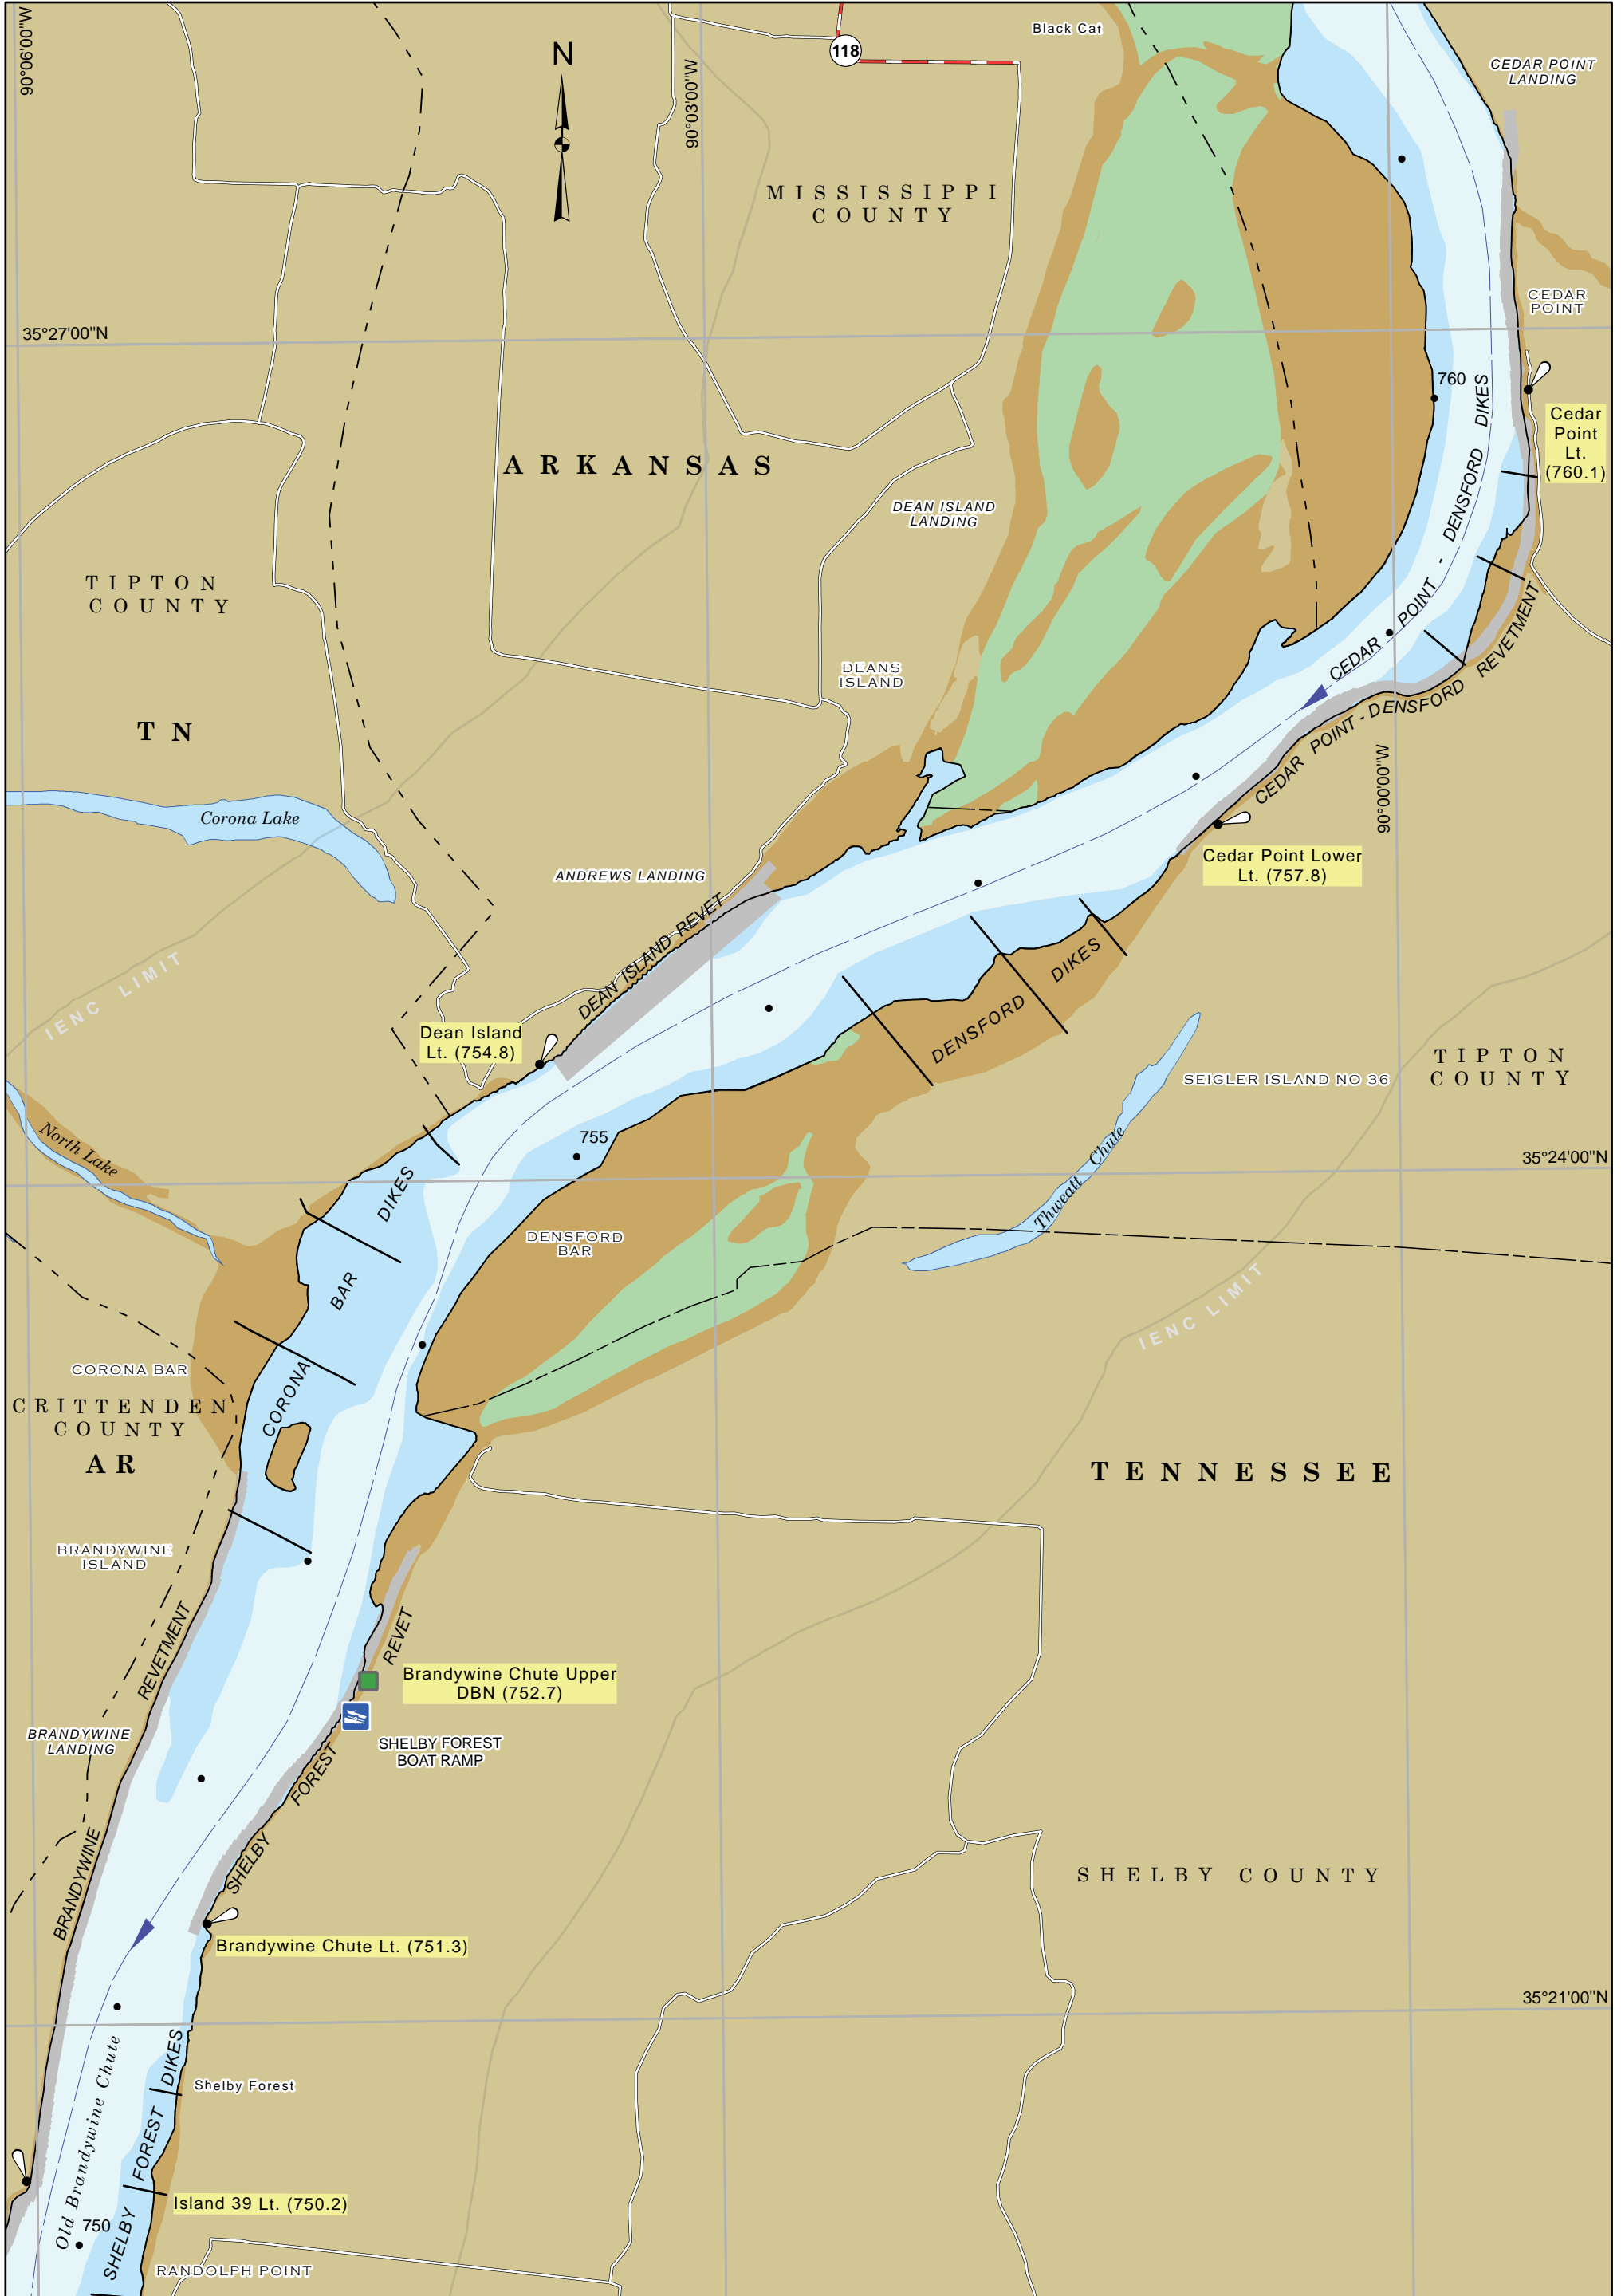 90°06'00"W
N
118
Black Cat
CEDAR POINT
LANDING
90°03'00"W
MISSISSIPPI
COUNTY
CEDAR
POINT
35°27'00"N
760
Cedar
Point
Lt.
(760.1)
CEDAR POINT - DENSFORD DIKES
ARKANSAS
DEAN ISLAND
LANDING
TIPTON
COUNTY
CEDAR POINT - DENSFORD REVETMENT
DEANS
ISLAND
TN
90°00'00"W
Corona Lake
Cedar Point Lower
Lt. (757.8)
ANDREWS LANDING
DEAN ISLAND REVET
IENC LIMIT
DENSFORD DIKES
Dean Island
Lt. (754.8)
TIPTON
COUNTY
SEIGLER ISLAND NO 36
North Lake
755
Thweatt Chute
35°24'00"N
CORONA BAR DIKES
DENSFORD
BAR
IENC LIMIT
CORONA BAR
CRITTENDEN
COUNTY
AR
TENNESSEE
BRANDYWINE
ISLAND
BRANDYWINE REVETMENT
SHELBY FOREST REVET
Brandywine Chute Upper
DBN (752.7)
BRANDYWINE
LANDING
SHELBY FOREST
BOAT RAMP
SHELBY COUNTY
Brandywine Chute Lt. (751.3)
35°21'00"N
Old Brandywine Chute
SHELBY FOREST DIKES
Shelby Forest
Island 39 Lt. (750.2)
750
RANDOLPH POINT